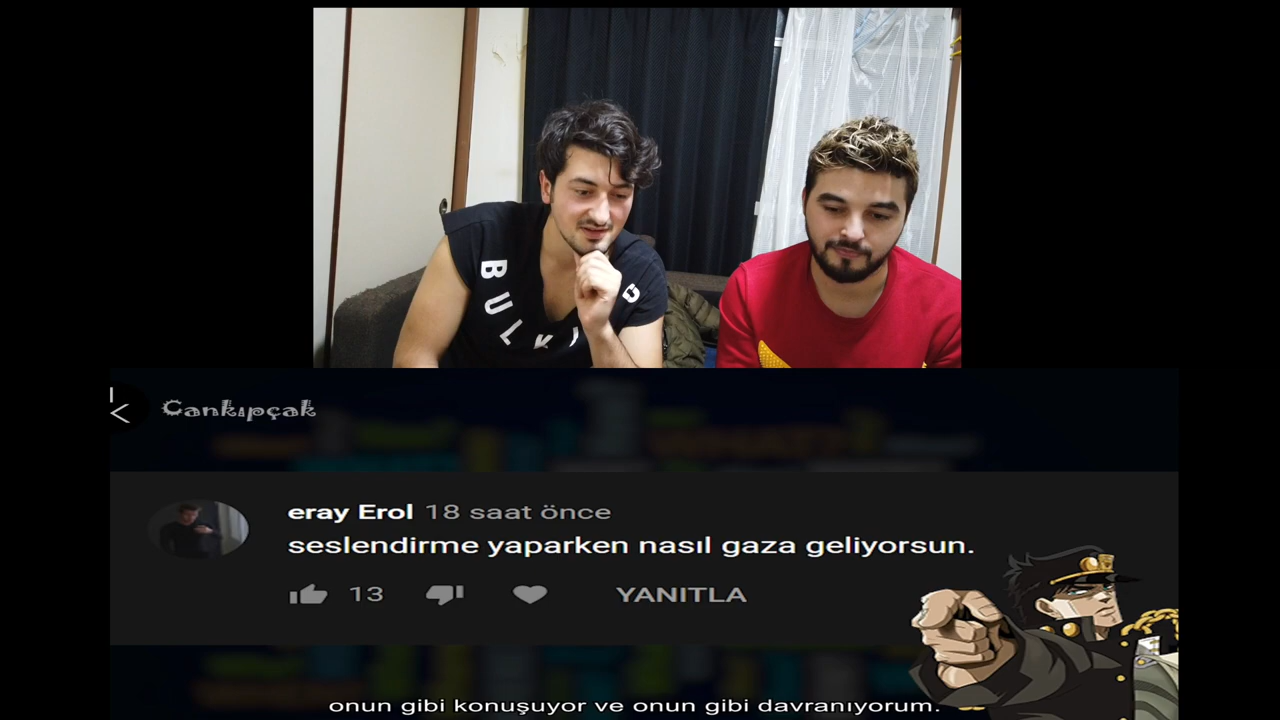 BULK
Cankıpçak
eray Erol 18 saat önce
seslendirme yaparken nasıl gaza geliyorsun.
13 YANITLA
onun gibi konuşuyor ve onun gibi davranıyorum.